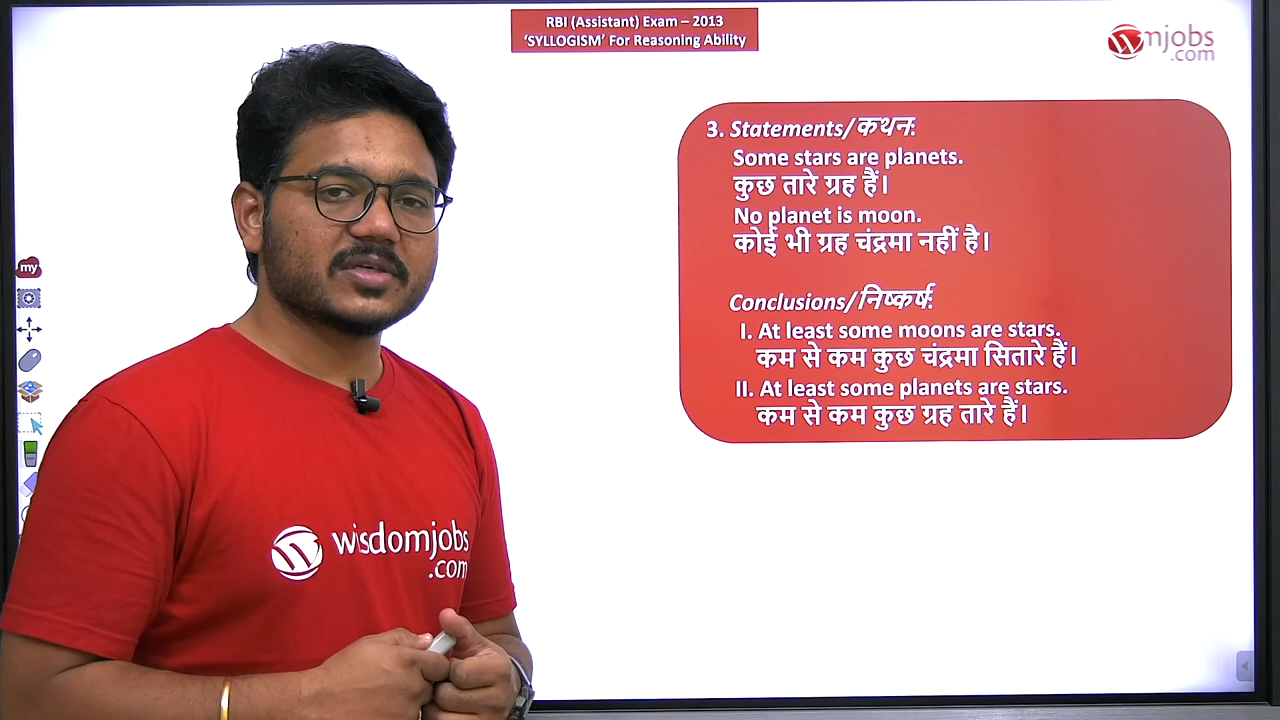 RBI (Assistant) Exam – 2013
‘SYLLOGISM’ For Reasoning Ability
wmjobs
.com
3. Statements/कथन:
Some stars are planets.
कुछ तारे ग्रह हैं।
No planet is moon.
कोई भी ग्रह चंद्रमा नहीं है।
Conclusions/निष्कर्ष:
I. At least some moons are stars.
कम से कम कुछ चंद्रमा सितारे हैं।
II. At least some planets are stars.
कम से कम कुछ ग्रह तारे हैं।
my
wisdomjobs
.com